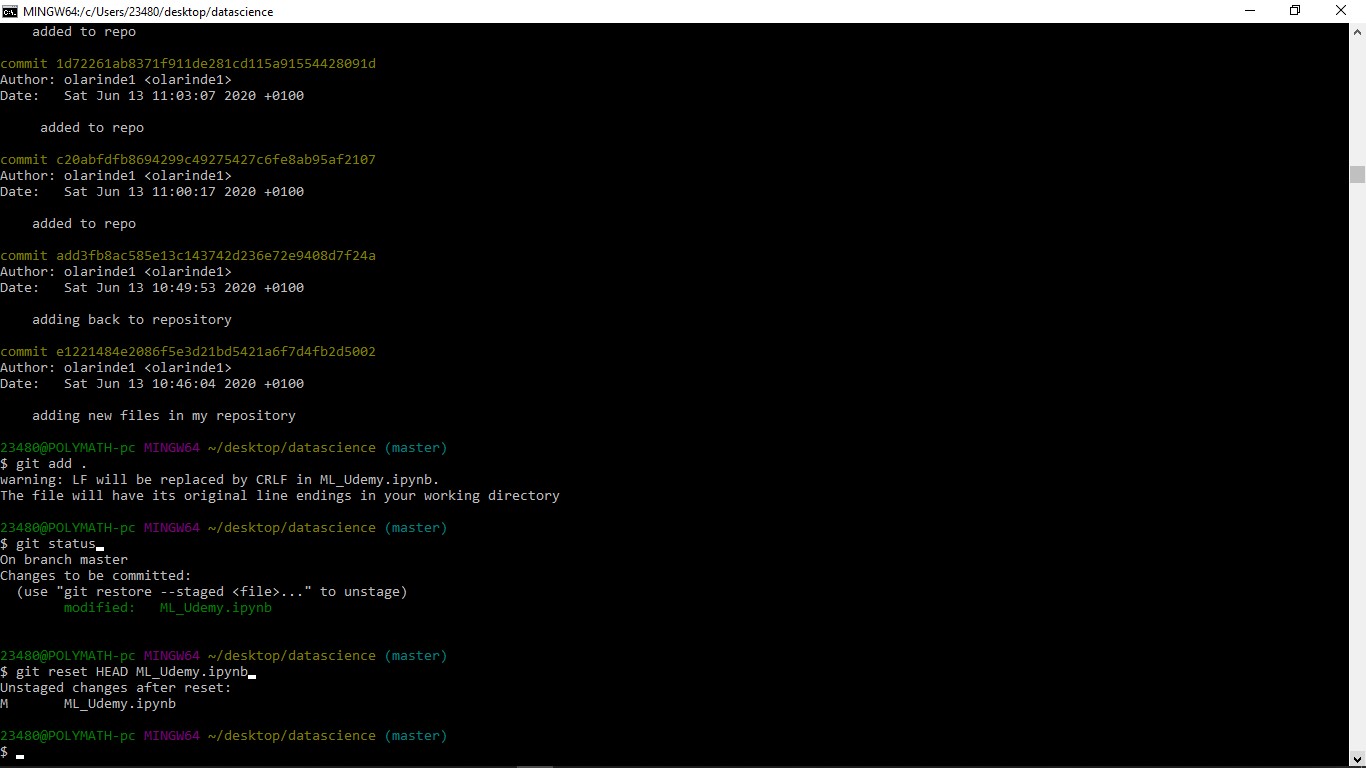 MINGW64:/c/Users/23480/desktop/datascience
added to repo
commit 1d72261ab8371f911de281cd115a91554428091d
Author: olarinde1 <olarinde1>
Date:   Sat Jun 13 11:03:07 2020 +0100
added to repo
commit c20abfdfb8694299c49275427c6fe8ab95af2107
Author: olarinde1 <olarinde1>
Date:   Sat Jun 13 11:00:17 2020 +0100
added to repo
commit add3fb8ac585e13c143742d236e72e9408d7f24a
Author: olarinde1 <olarinde1>
Date:   Sat Jun 13 10:49:53 2020 +0100
adding back to repository
commit e1221484e2086f5e3d21bd5421a6f7d4fb2d5002
Author: olarinde1 <olarinde1>
Date:   Sat Jun 13 10:46:04 2020 +0100
adding new files in my repository
23480@POLYMATH-pc MINGW64 ~/desktop/datascience (master)
$ git add .
warning: LF will be replaced by CRLF in ML_Udemy.ipynb.
The file will have its original line endings in your working directory
23480@POLYMATH-pc MINGW64 ~/desktop/datascience (master)
$ git status
On branch master
Changes to be committed:
(use "git restore --staged <file>..." to unstage)
modified:   ML_Udemy.ipynb
23480@POLYMATH-pc MINGW64 ~/desktop/datascience (master)
$ git reset HEAD ML_Udemy.ipynb
Unstaged changes after reset:
M       ML_Udemy.ipynb
23480@POLYMATH-pc MINGW64 ~/desktop/datascience (master)
$